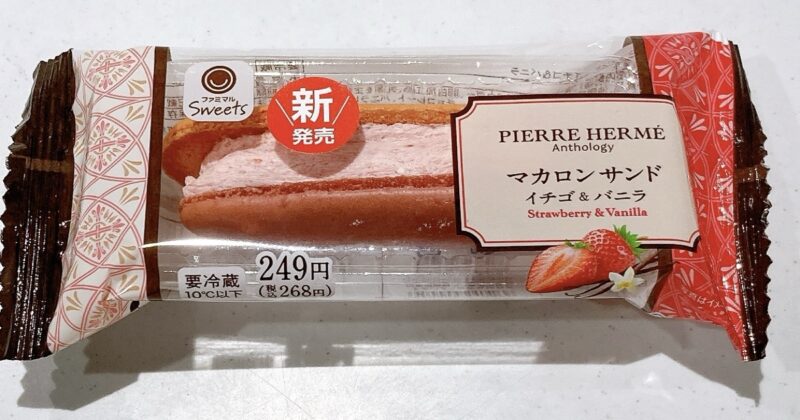 ファミマル
Sweets
新
発売
PIERRE HERMÉ
Anthology
マカロン サンド
イチゴ & バニラ
Strawberry & Vanilla
要冷蔵
10℃以下
249円
(税込268円)